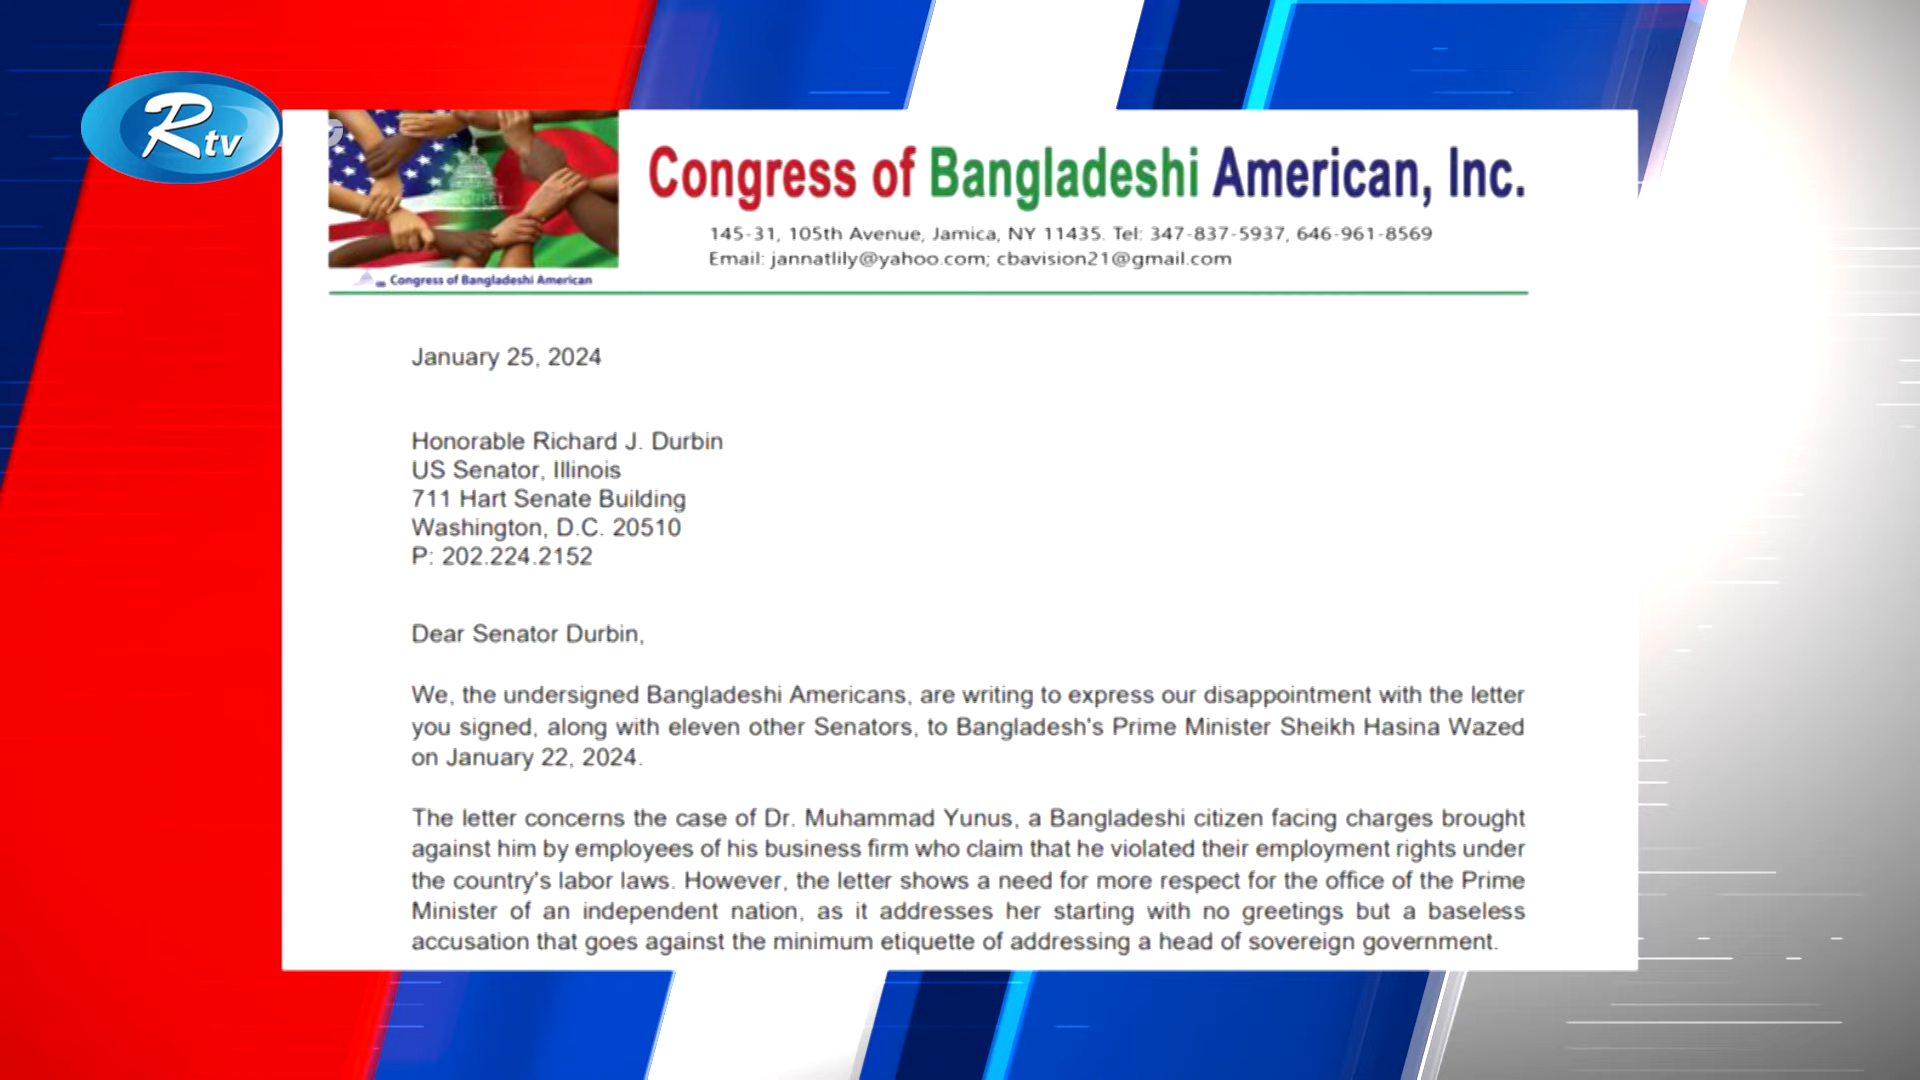 Rtv
Congress of Bangladeshi American, Inc.
145-31, 105th Avenue, Jamica, NY 11435. Tel: 347-837-5937, 646-961-8569
Email: jannatlily@yahoo.com; cbavision21@gmail.com
Congress of Bangladeshi American
January 25, 2024
Honorable Richard J. Durbin
US Senator, Illinois
711 Hart Senate Building
Washington, D.C. 20510
P: 202.224.2152
Dear Senator Durbin,
We, the undersigned Bangladeshi Americans, are writing to express our disappointment with the letter
you signed, along with eleven other Senators, to Bangladesh's Prime Minister Sheikh Hasina Wazed
on January 22, 2024.
The letter concerns the case of Dr. Muhammad Yunus, a Bangladeshi citizen facing charges brought
against him by employees of his business firm who claim that he violated their employment rights under
the country's labor laws. However, the letter shows a need for more respect for the office of the Prime
Minister of an independent nation, as it addresses her starting with no greetings but a baseless
accusation that goes against the minimum etiquette of addressing a head of sovereign government.